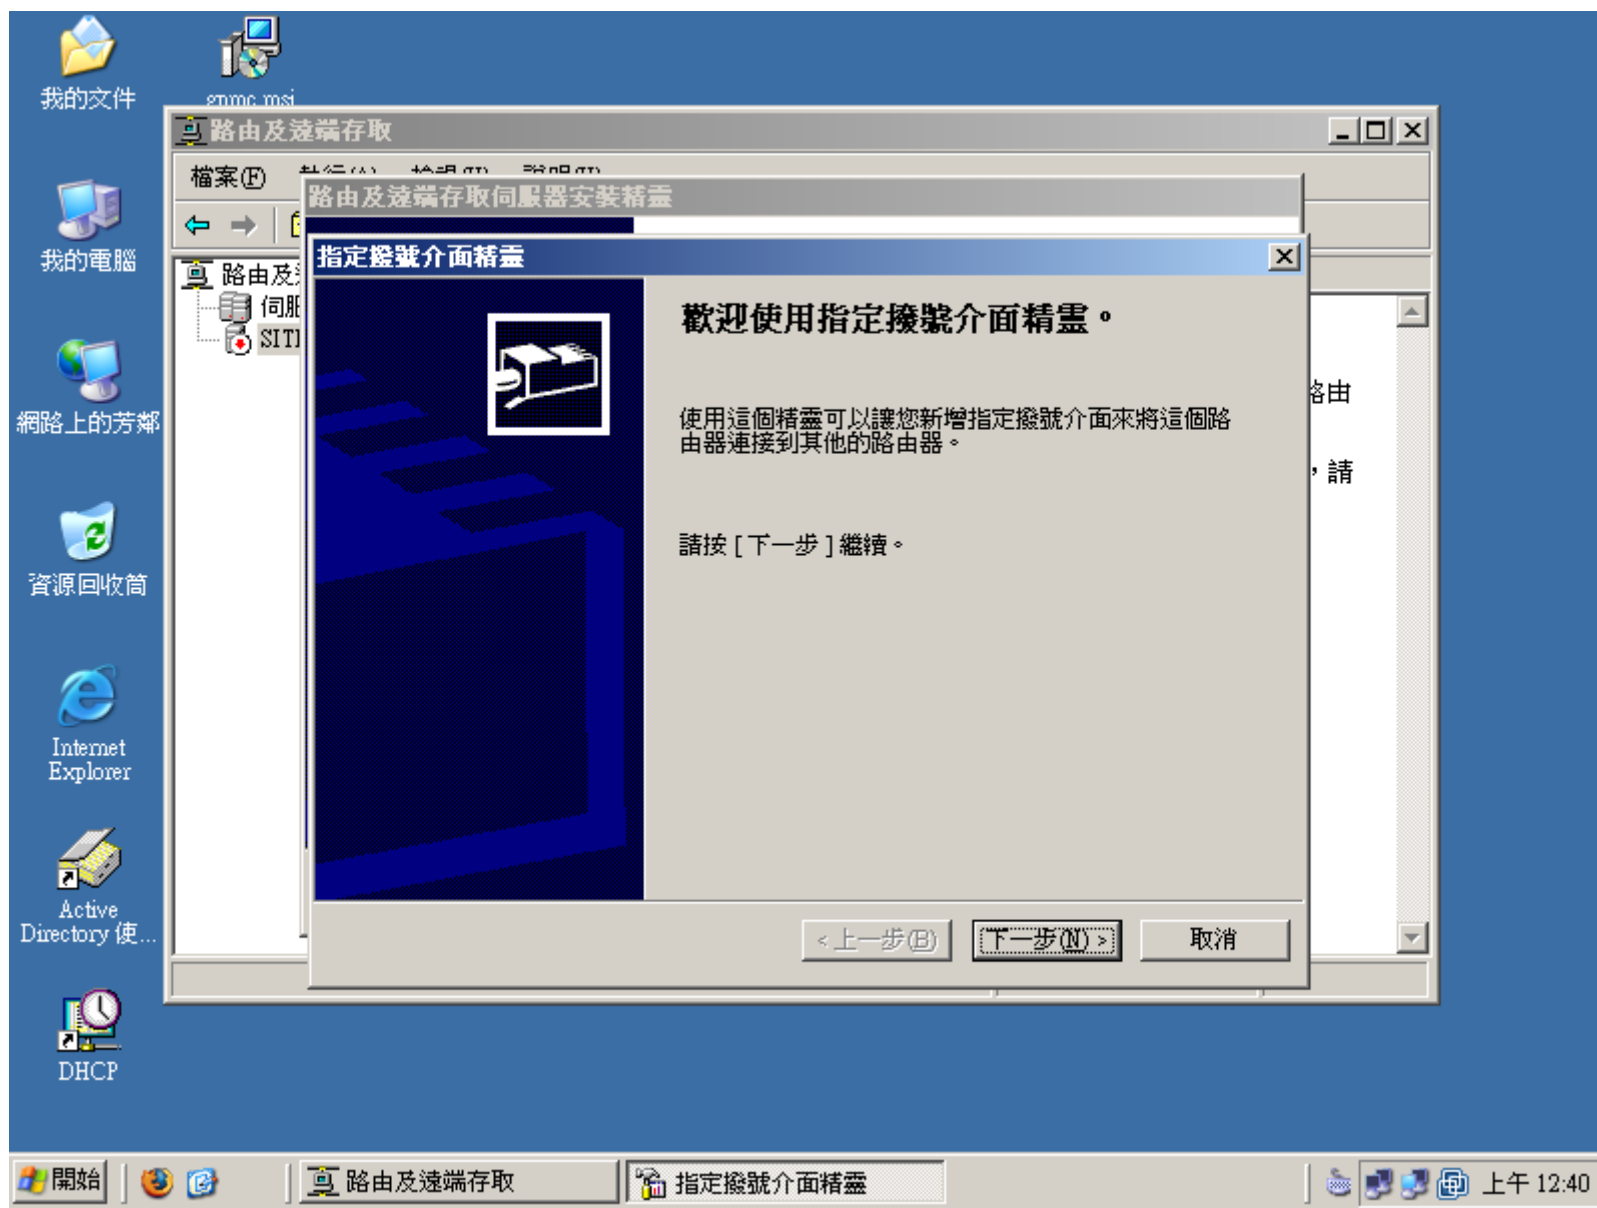 我的文件
gpmc.msi
我的電腦
網路上的芳鄰
資源回收筒
Internet
Explorer
Active
Directory 使...
DHCP
路由及遠端存取
檔案(F)
路由及遠端存取伺服器安裝精靈
路由及
伺服
SITE
路由
,請
指定撥號介面精靈
歡迎使用指定撥號介面精靈。
使用這個精靈可以讓您新增指定撥號介面來將這個路
由器連接到其他的路由器。
請按 [下一步] 繼續。
<上一步(B)
下一步(N) >
取消
開始
路由及遠端存取
指定撥號介面精靈
上午 12:40